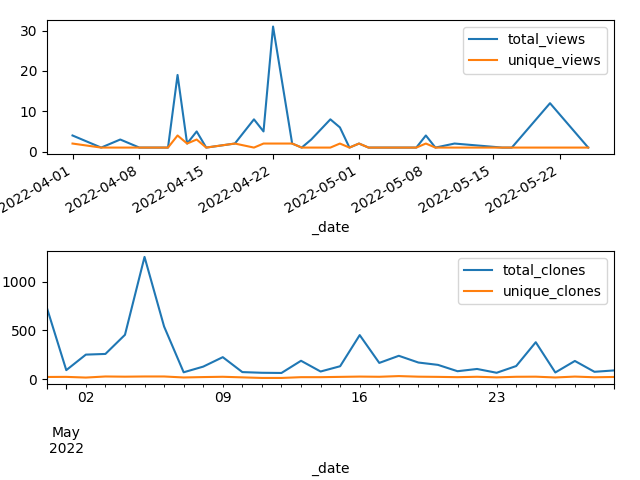 30
20
10
0
total_views
unique_views
2022-04-01
2022-04-08
2022-04-15
2022-04-22
2022-05-01
2022-05-08
2022-05-15
2022-05-22
_date
1000
500
0
total_clones
unique_clones
02
09
16
23
May
2022
_date